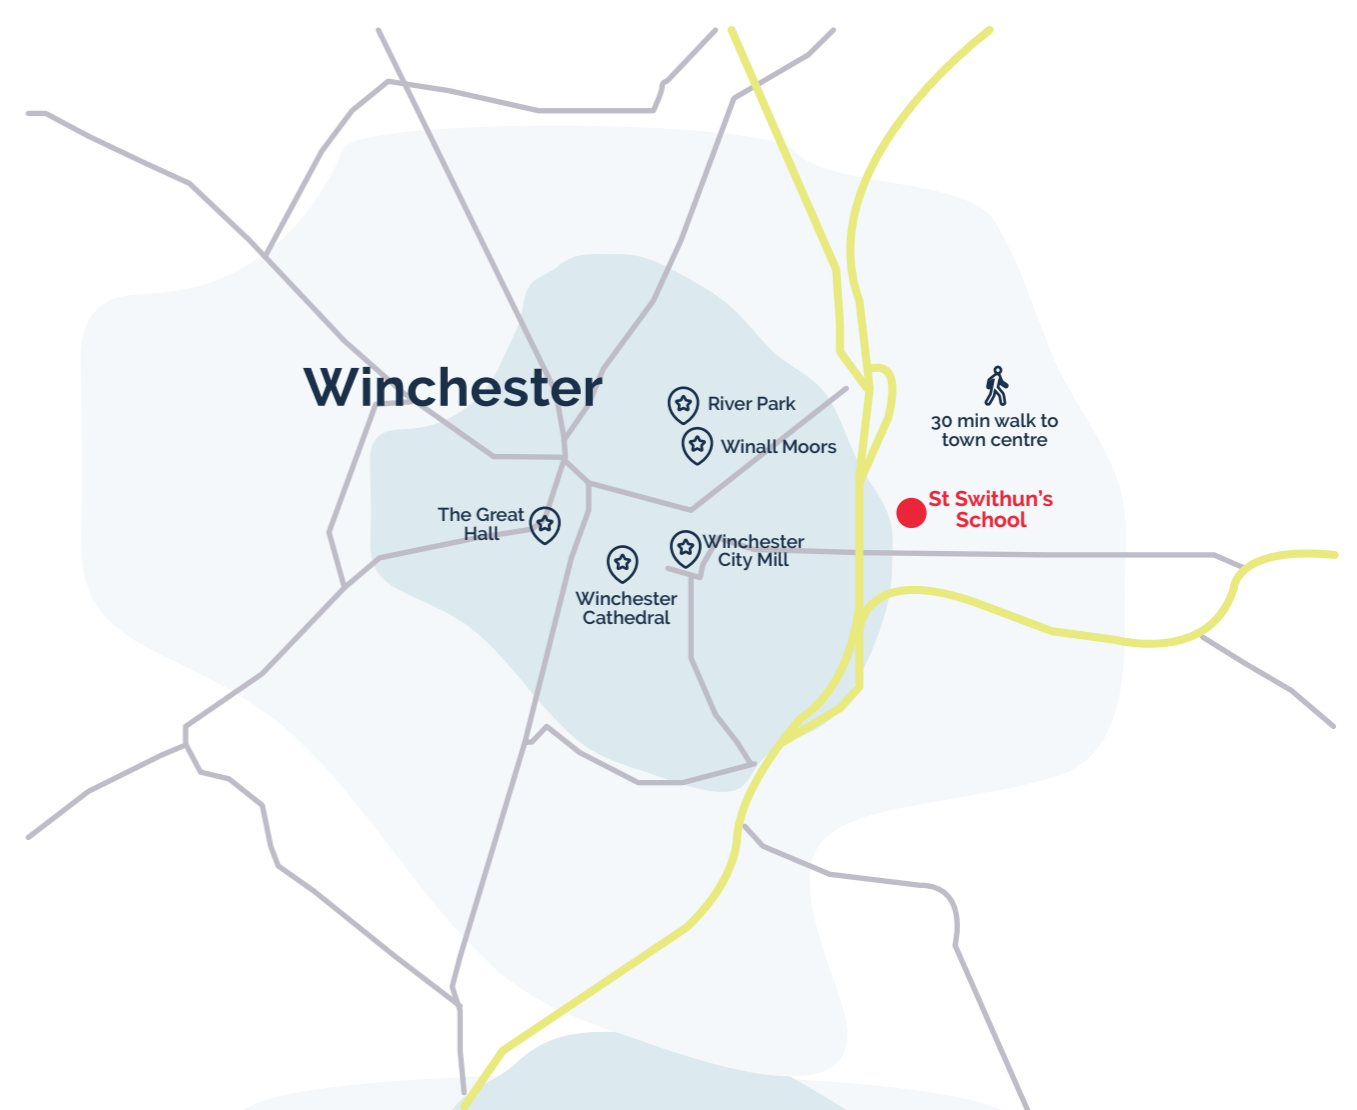 Winchester
River Park
Winall Moors
30 min walk to
town centre
St Swithun's
School
The Great
Hall
Winchester
City Mill
Winchester
Cathedral